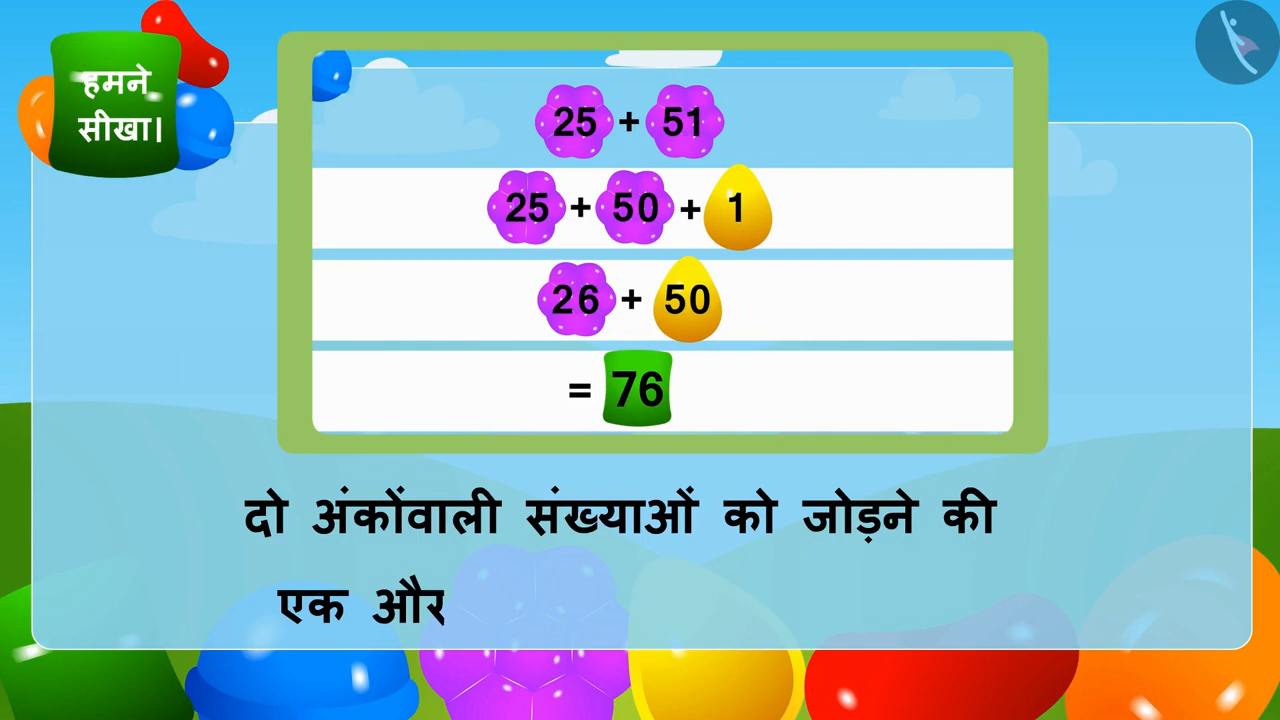 हमने
सीखा।
25 + 51
25 + 50 + 1
26 + 50
= 76
दो अंकोंवाली संख्याओं को जोड़ने की
एक और